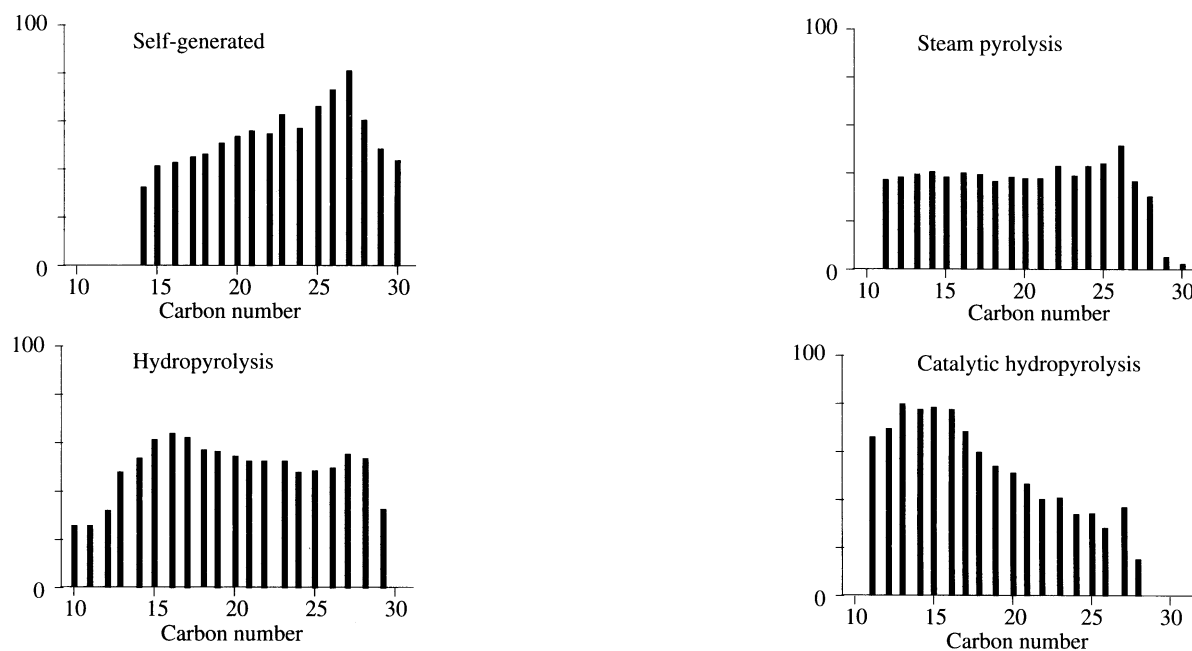 100
Self-generated
0
10 15 20 25 30
Carbon number
100
Steam pyrolysis
0
10 15 20 25 30
Carbon number
100
Hydropyrolysis
0
10 15 20 25 30
Carbon number
100
Catalytic hydropyrolysis
0
10 15 20 25 30
Carbon number